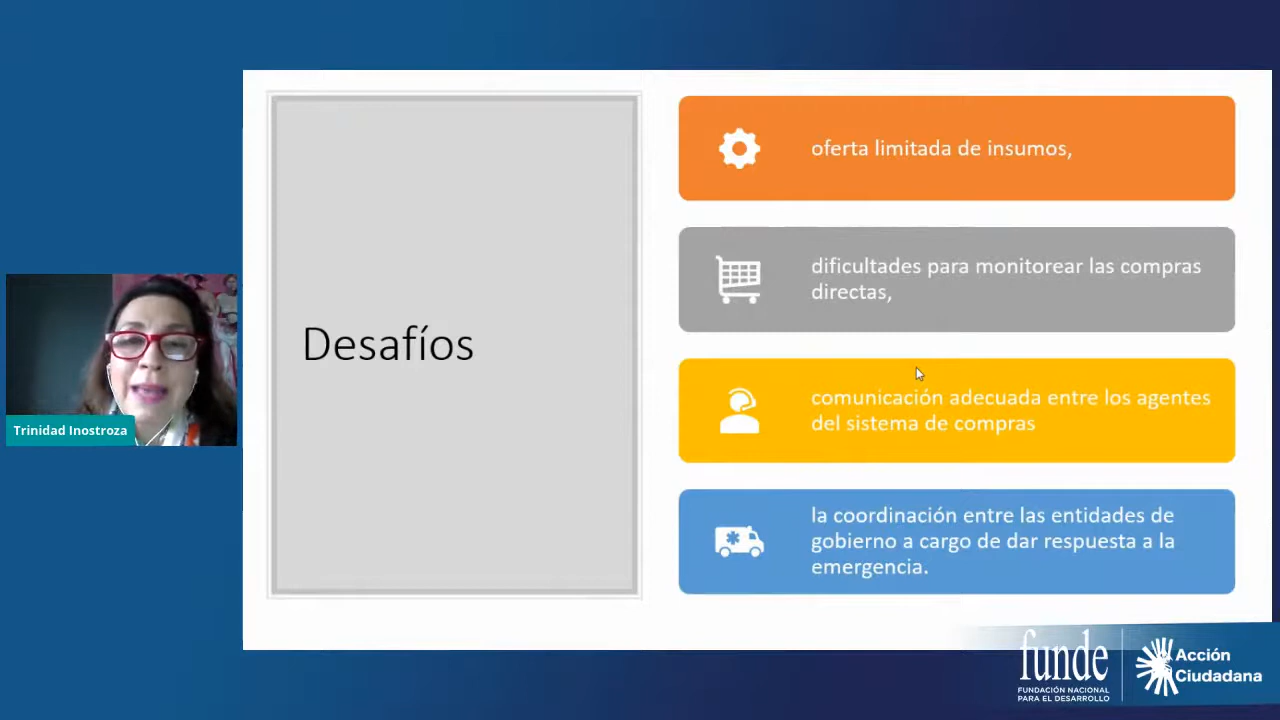 Desafíos
oferta limitada de insumos,
dificultades para monitorear las compras
directas,
comunicación adecuada entre los agentes
del sistema de compras
la coordinación entre las entidades de
gobierno a cargo de dar respuesta a la
emergencia.
Trinidad Inostroza
funde
FUNDACIÓN NACIONAL
PARA EL DESARROLLO
Acción
Ciudadana